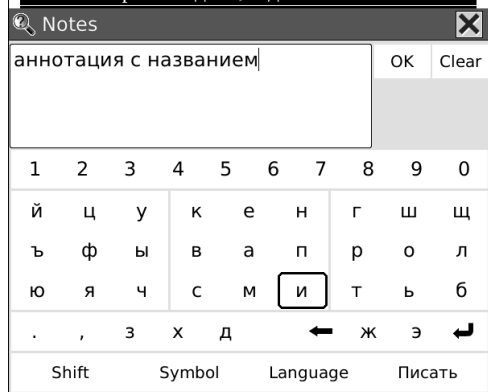 Notes
аннотация с названием
OK Clear
1 2 3 4 5 6 7 8 9 0
й ц у к е н г ш щ
ъ ф ы в а п р о л
ю я ч с м и т ь б
. , з х д ж э
Shift Symbol Language Писать